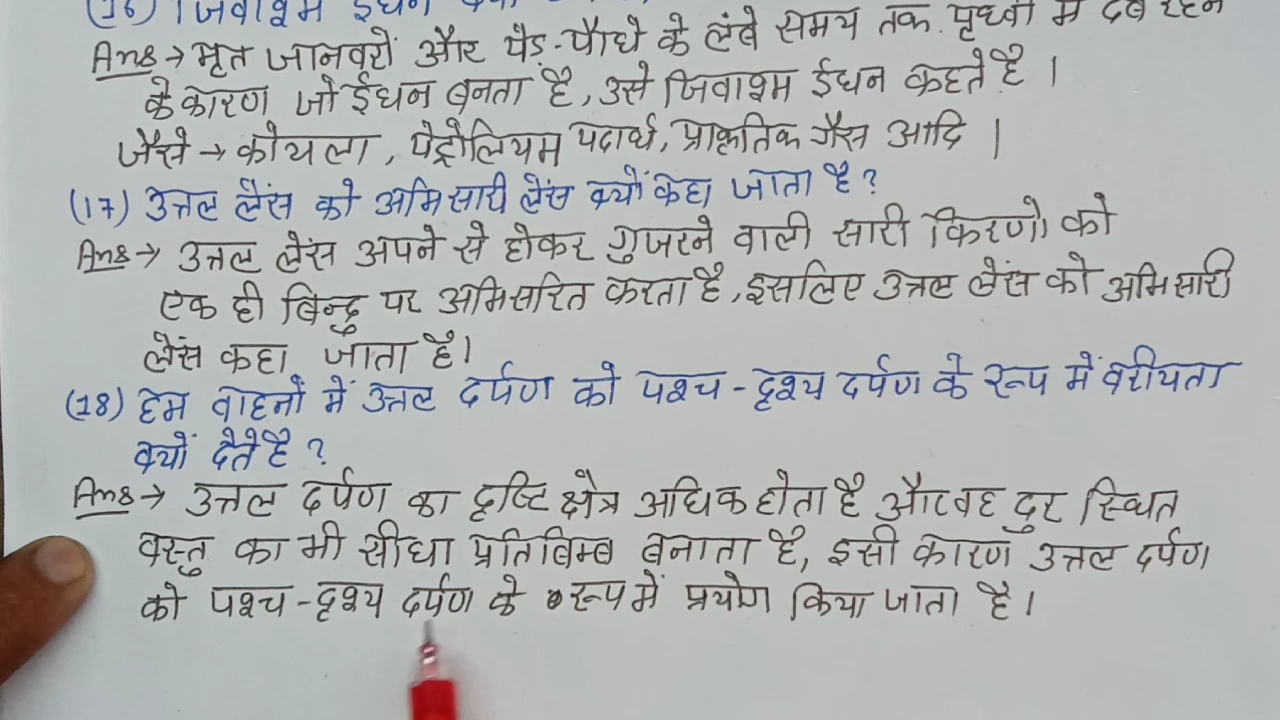 (16) जिवाश्म ईंधन क्या
Ans → मृत जानवरों और पेड़-पौधे के लंबे समय तक पृथ्वी में दबे रहने
के कारण जो ईंधन बनता है, उसे जिवाश्म ईंधन कहते है ।
जैसे → कोयला, पेट्रोलियम पदार्थ, प्राकृतिक गैस आदि ।
(17) उत्तल लेंस को अभिसारी लेंस क्यों कहा जाता है ?
Ans → उत्तल लेंस अपने से होकर गुजरने वाली सारी किरणो को
एक ही बिन्दु पर अभिसरित करता है, इसलिए उत्तल लेंस को अभिसारी
लेंस कहा जाता है।
(18) हम वाहनों में उत्तल दर्पण को पश्च-दृश्य दर्पण के रूप में वरीयता
क्यों देते है ?
Ans → उत्तल दर्पण का दृष्टि क्षेत्र अधिक होता है और वह दुर स्थित
वस्तु का भी सीधा प्रतिबिम्ब बनाता है, इसी कारण उत्तल दर्पण
को पश्च-दृश्य दर्पण के रूप में प्रयोग किया जाता है।